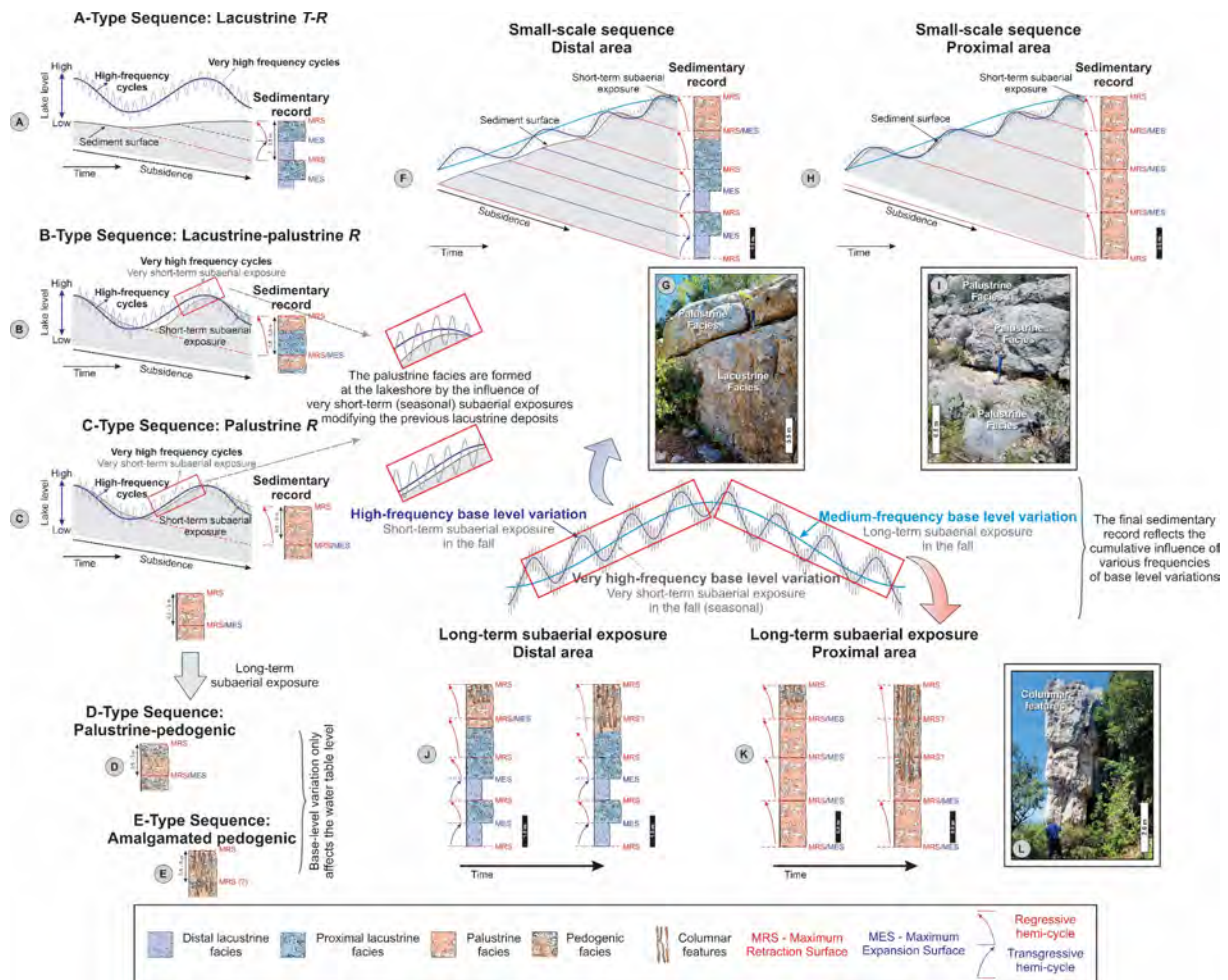 A-Type Sequence: Lacustrine T-R
High
Lake level
Low
High-frequency
cycles
Very high frequency cycles
Sedimentary
record
Sediment surface
MRS
MES
MRS
MES
Time
Subsidence
A
B-Type Sequence: Lacustrine-palustrine R
Very high frequency cycles
Very short-term subaerial exposure
High
Lake level
Low
High-frequency
cycles
Sedimentary
record
Short-term subaerial
exposure
MRS
MRS/MES
Time
Subsidence
B
C-Type Sequence: Palustrine R
Very high frequency cycles
Very short-term subaerial exposure
High
Lake level
Low
High-frequency
cycles
Sedimentary
record
Short-term subaerial
exposure
MRS
MRS/MES
Time
Subsidence
C
MRS
MRS/MES
Long-term
subaerial exposure
D-Type Sequence:
Palustrine-pedogenic
MRS
MRS/MES
D
E-Type Sequence:
Amalgamated pedogenic
MRS
MRS (?)
E
Base-level variation only
affects the water table level
The palustrine facies are formed
at the lakeshore by the influence of
very short-term (seasonal) subaerial exposures
modifying the previous lacustrine deposits
Small-scale sequence
Distal area
Short-term subaerial
exposure
Sedimentary
record
Sediment surface
MRS
MRS/MES
MRS
MES
MRS
MES
MRS
F
Subsidence
Time
Small-scale sequence
Proximal area
Short-term subaerial
exposure
Sedimentary
record
Sediment surface
MRS
MRS/MES
MRS/MES
MRS/MES
MRS/MES
H
Subsidence
Time
G
Palustrine
Facies
Lacustrine
Facies
I
Palustrine
Facies
Palustrine
Facies
Palustrine
Facies
High-frequency base level variation
Short-term subaerial exposure
in the fall
Medium-frequency base level variation
Long-term subaerial exposure
in the fall
Very high-frequency base level variation
Very short-term subaerial exposure
in the fall (seasonal)
The final sedimentary
record reflects the
cumulative influence of
various frequencies
of base level variations
Long-term subaerial exposure
Distal area
MRS
MRS/MES
MRS
MES
MRS
MES
MRS
MRS
MRS?
MRS
MES
MRS
MES
MRS
J
Time
Long-term subaerial exposure
Proximal area
MRS
MRS/MES
MRS/MES
MRS/MES
MRS/MES
MRS
MRS?
MRS?
MRS/MES
MRS/MES
K
Time
Columnar
features
L
Distal lacustrine
facies
Proximal lacustrine
facies
Palustrine
facies
Pedogenic
facies
Columnar
features
MRS - Maximum
Retraction Surface
MES - Maximum
Expansion Surface
Regressive
hemi-cycle
Transgressive
hemi-cycle